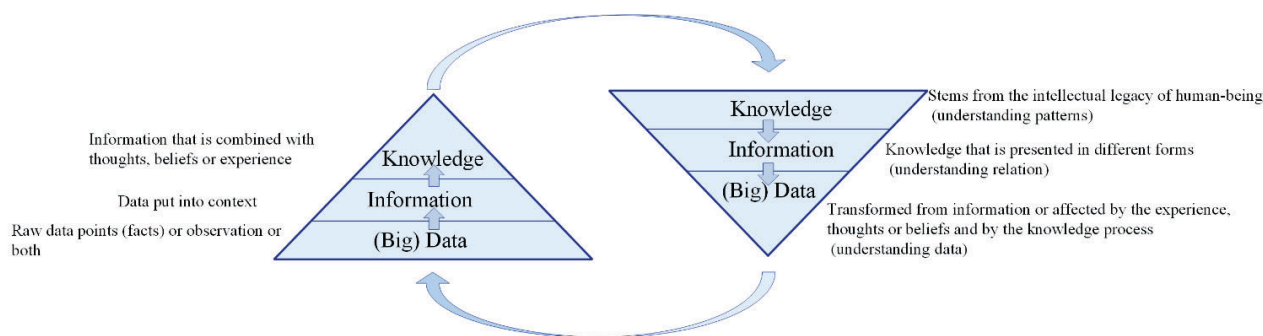 Information that is combined with
thoughts, beliefs or experience
Data put into context
Raw data points (facts) or observation or
both
Knowledge
Information
(Big) Data
Knowledge
Information
(Big) Data
Stems from the intellectual legacy of human-being
(understanding patterns)
Knowledge that is presented in different forms
(understanding relation)
Transformed from information or affected by the experience,
thoughts or beliefs and by the knowledge process
(understanding data)